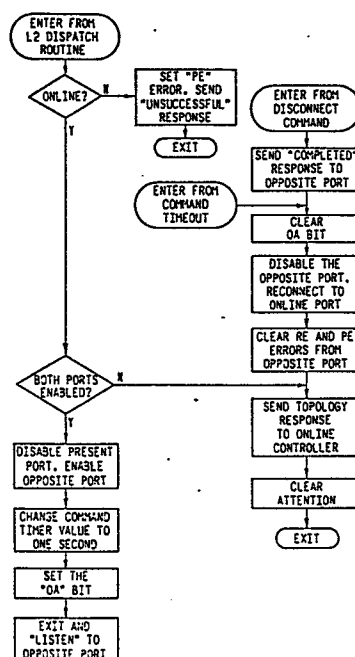 ENTER FROM
L2 DISPATCH
ROUTINE
ONLINE?
N
Y
SET "PE"
ERROR. SEND
"UNSUCCESSFUL"
RESPONSE
EXIT
ENTER FROM
DISCONNECT
COMMAND
SEND "COMPLETED"
RESPONSE TO
OPPOSITE PORT
ENTER FROM
COMMAND
TIMEOUT
CLEAR
OA BIT
DISABLE THE
OPPOSITE PORT.
RECONNECT TO
ONLINE PORT
CLEAR RE AND PE
ERRORS FROM
OPPOSITE PORT
BOTH PORTS
ENABLED?
N
Y
SEND TOPOLOGY
RESPONSE
TO ONLINE
CONTROLLER
CLEAR
ATTENTION
EXIT
DISABLE PRESENT
PORT. ENABLE
OPPOSITE PORT
CHANGE COMMAND
TIMER VALUE TO
ONE SECOND
SET THE
"OA" BIT
EXIT AND
"LISTEN" TO
OPPOSITE PORT